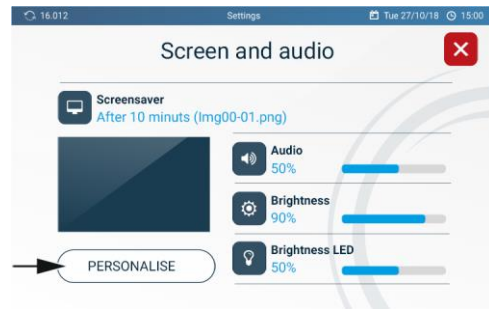 16.012 Settings Tue 27/10/18 15:00
Screen and audio
Screensaver
After 10 minuts (Img00-01.png)
Audio
50%
Brightness
90%
Brightness LED
50%
PERSONALISE